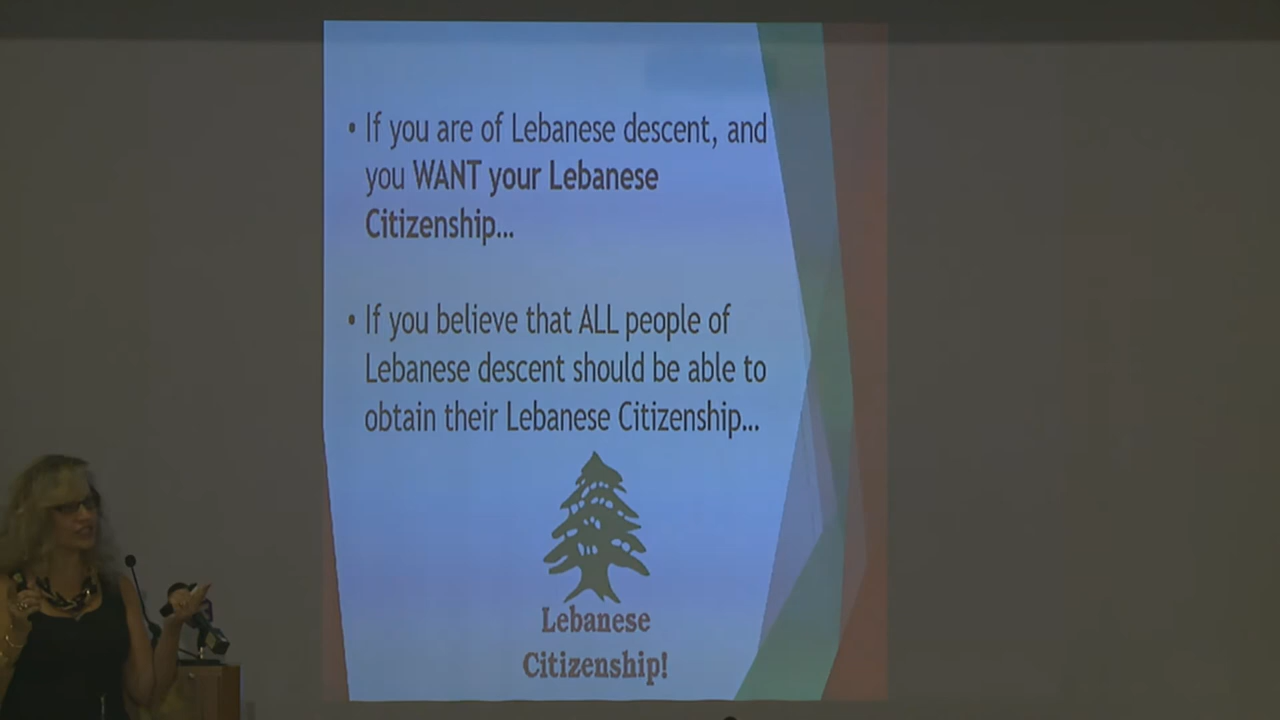 • If you are of Lebanese descent, and
you WANT your Lebanese
Citizenship...
• If you believe that ALL people of
Lebanese descent should be able to
obtain their Lebanese Citizenship...
Lebanese
Citizenship!